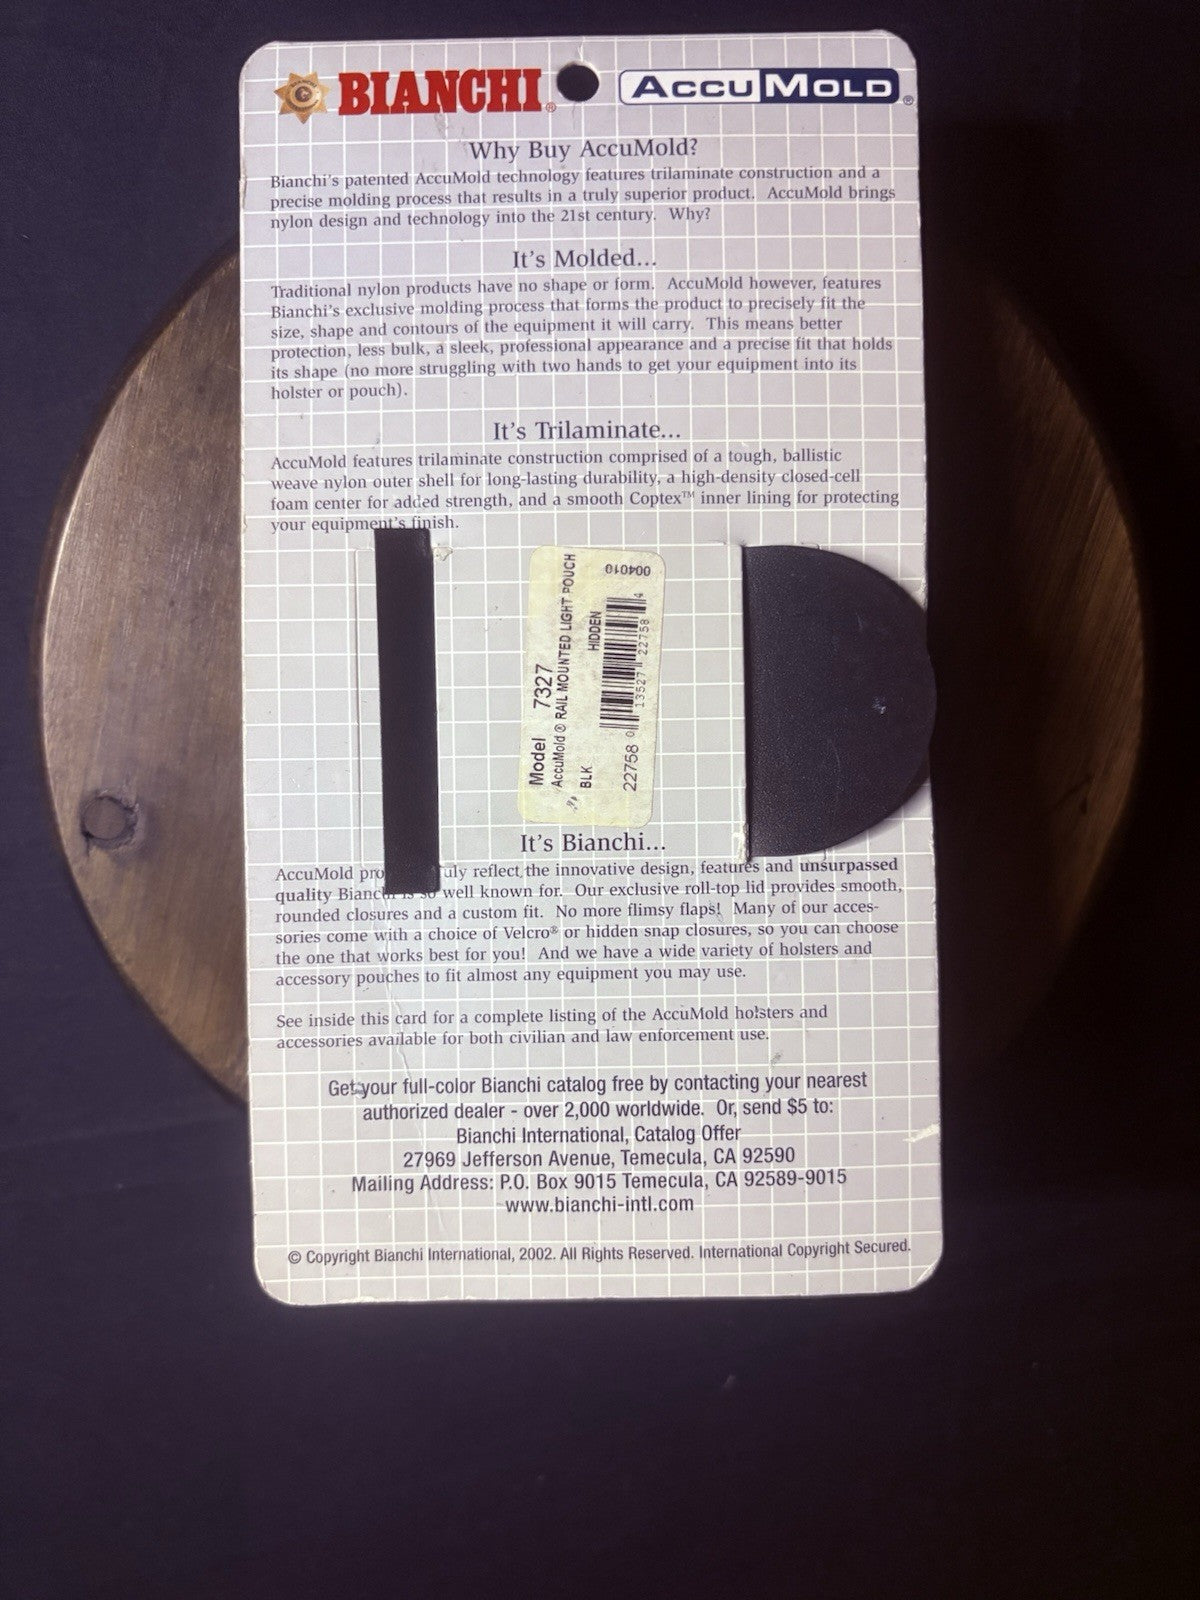 BIANCHI® ACCUMOLD®
Why Buy AccuMold?
Bianchi's patented AccuMold technology features trilaminate construction and a
precise molding process that results in a truly superior product. AccuMold brings
nylon design and technology into the 21st century. Why?
It's Molded...
Traditional nylon products have no shape or form. AccuMold however, features
Bianchi's exclusive molding process that forms the product to precisely fit the
size, shape and contours of the equipment it will carry. This means better
protection, less bulk, a sleek, professional appearance and a precise fit that holds
its shape (no more struggling with two hands to get your equipment into its
holster or pouch).
It's Trilaminate...
AccuMold features trilaminate construction comprised of a tough, ballistic
weave nylon outer shell for long-lasting durability, a high-density closed-cell
foam center for added strength, and a smooth Coptex™ inner lining for protecting
your equipment's finish.
Model 7327
AccuMold ® RAIL MOUNTED LIGHT POUCH
BLK HIDDEN
22758 0 13527 22758 4
004010
It's Bianchi...
AccuMold pro uly reflect the innovative design, features and unsurpassed
quality Bianchi is so well known for. Our exclusive roll-top lid provides smooth,
rounded closures and a custom fit. No more flimsy flaps! Many of our acces-
sories come with a choice of Velcro® or hidden snap closures, so you can choose
the one that works best for you! And we have a wide variety of holsters and
accessory pouches to fit almost any equipment you may use.
See inside this card for a complete listing of the AccuMold holsters and
accessories available for both civilian and law enforcement use.
Get your full-color Bianchi catalog free by contacting your nearest
authorized dealer - over 2,000 worldwide. Or, send $5 to:
Bianchi International, Catalog Offer
27969 Jefferson Avenue, Temecula, CA 92590
Mailing Address: P.O. Box 9015 Temecula, CA 92589-9015
www.bianchi-intl.com
© Copyright Bianchi International, 2002. All Rights Reserved. International Copyright Secured.